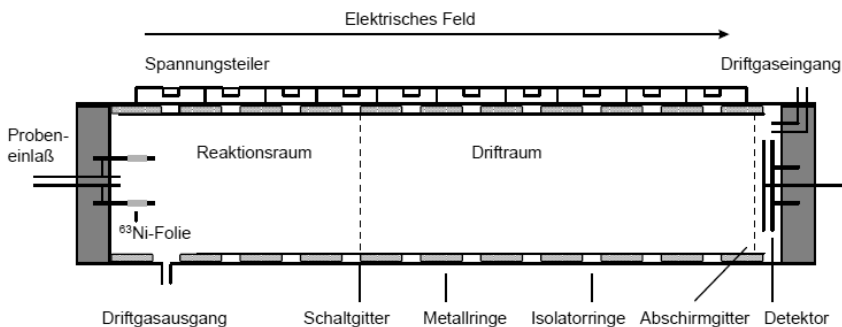 Elektrisches Feld
Spannungsteiler
Driftgaseingang
Proben-
einlaß
Reaktionsraum
Driftraum
⁶³Ni-Folie
Driftgasausgang
Schaltgitter
Metallringe
Isolatorringe
Abschirmgitter
Detektor